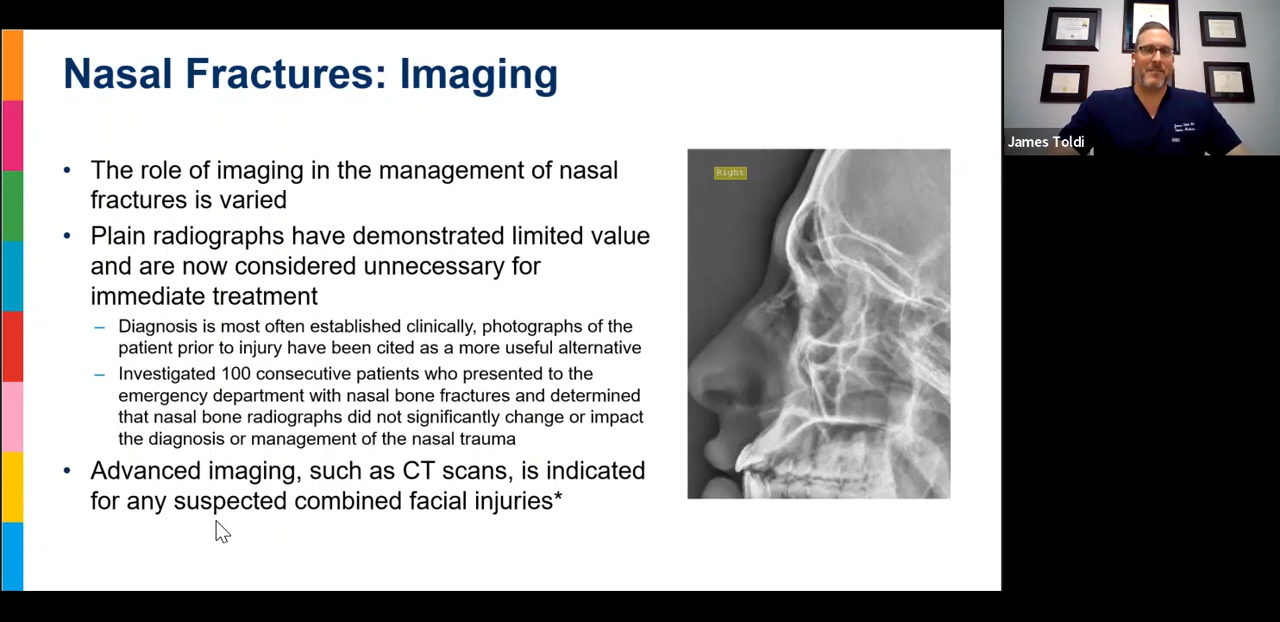 Nasal Fractures: Imaging
• The role of imaging in the management of nasal
fractures is varied
• Plain radiographs have demonstrated limited value
and are now considered unnecessary for
immediate treatment
– Diagnosis is most often established clinically, photographs of the
patient prior to injury have been cited as a more useful alternative
– Investigated 100 consecutive patients who presented to the
emergency department with nasal bone fractures and determined
that nasal bone radiographs did not significantly change or impact
the diagnosis or management of the nasal trauma
• Advanced imaging, such as CT scans, is indicated
for any suspected combined facial injuries*
Right
James Toldi